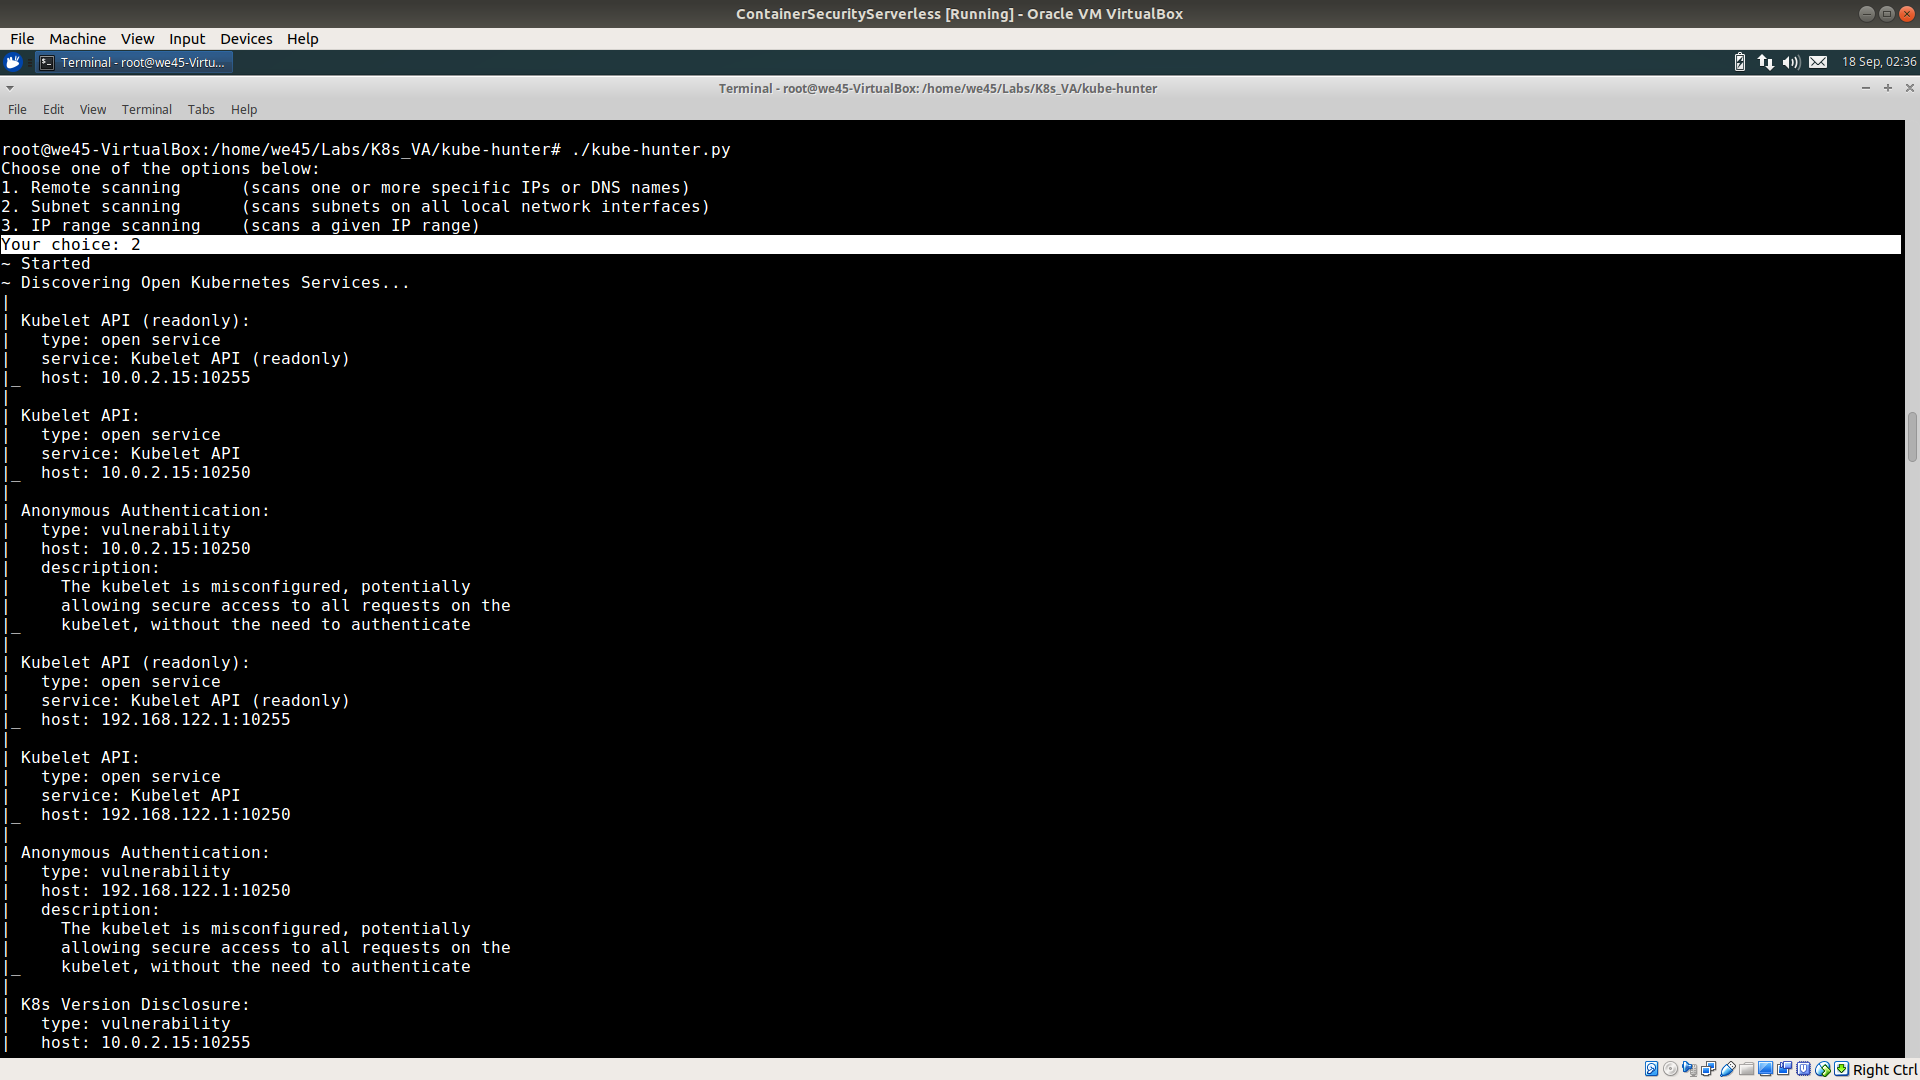 ContainerSecurityServerless [Running] - Oracle VM VirtualBox
File Machine View Input Devices Help
Terminal - root@we45-Virtu...
18 Sep, 02:36
Terminal - root@we45-VirtualBox: /home/we45/Labs/K8s_VA/kube-hunter
File Edit View Terminal Tabs Help
root@we45-VirtualBox:/home/we45/Labs/K8s_VA/kube-hunter# ./kube-hunter.py
Choose one of the options below:
1. Remote scanning      (scans one or more specific IPs or DNS names)
2. Subnet scanning      (scans subnets on all local network interfaces)
3. IP range scanning    (scans a given IP range)
Your choice: 2
~ Started
~ Discovering Open Kubernetes Services...
|
| Kubelet API (readonly):
|   type: open service
|   service: Kubelet API (readonly)
|_  host: 10.0.2.15:10255
|
| Kubelet API:
|   type: open service
|   service: Kubelet API
|_  host: 10.0.2.15:10250
|
| Anonymous Authentication:
|   type: vulnerability
|   host: 10.0.2.15:10250
|   description:
|     The kubelet is misconfigured, potentially
|     allowing secure access to all requests on the
|_    kubelet, without the need to authenticate
|
| Kubelet API (readonly):
|   type: open service
|   service: Kubelet API (readonly)
|_  host: 192.168.122.1:10255
|
| Kubelet API:
|   type: open service
|   service: Kubelet API
|_  host: 192.168.122.1:10250
|
| Anonymous Authentication:
|   type: vulnerability
|   host: 192.168.122.1:10250
|   description:
|     The kubelet is misconfigured, potentially
|     allowing secure access to all requests on the
|_    kubelet, without the need to authenticate
|
| K8s Version Disclosure:
|   type: vulnerability
|   host: 10.0.2.15:10255
Right Ctrl